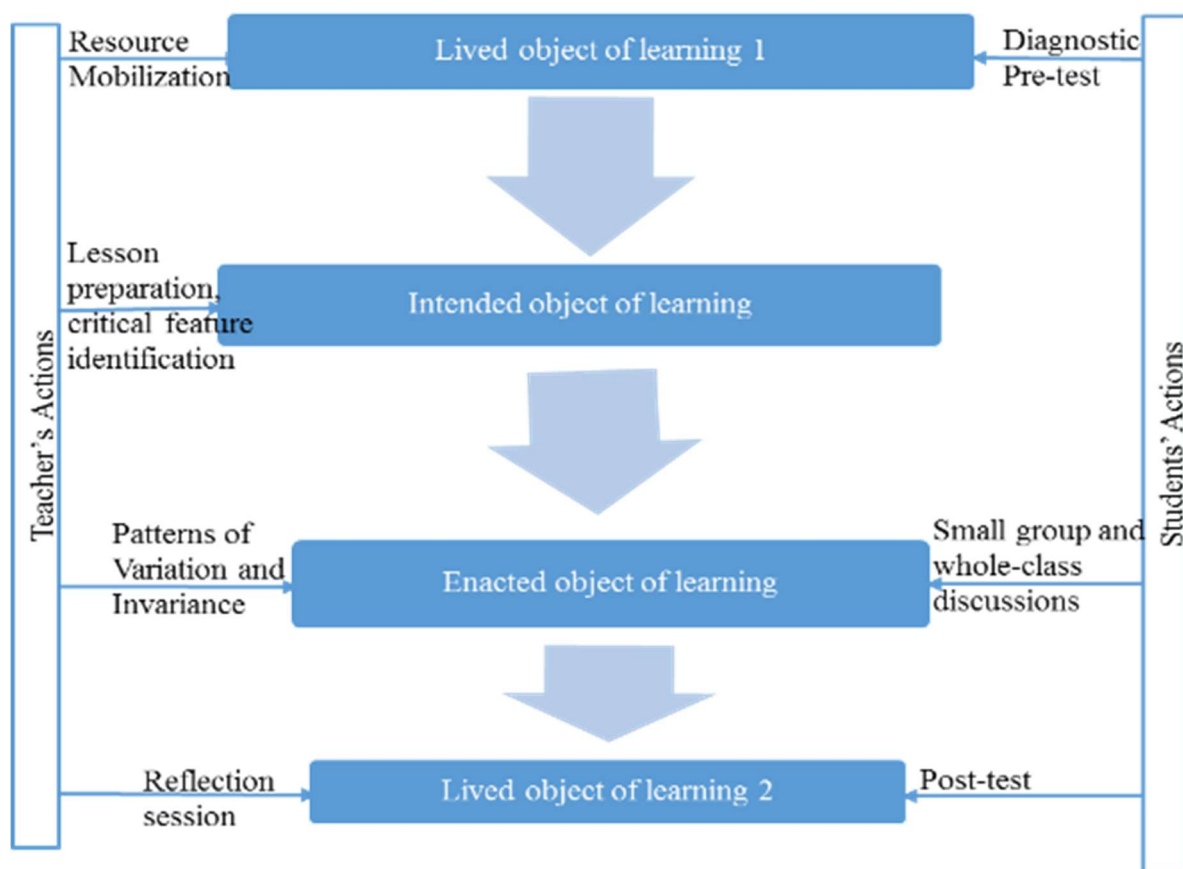 Teacher's Actions
Resource
Mobilization
Lived object of learning 1
Diagnostic
Pre-test
Lesson
preparation,
critical feature
identification
Intended object of learning
Patterns of
Variation and
Invariance
Enacted object of learning
Small group and
whole-class
discussions
Reflection
session
Lived object of learning 2
Post-test
Students' Actions